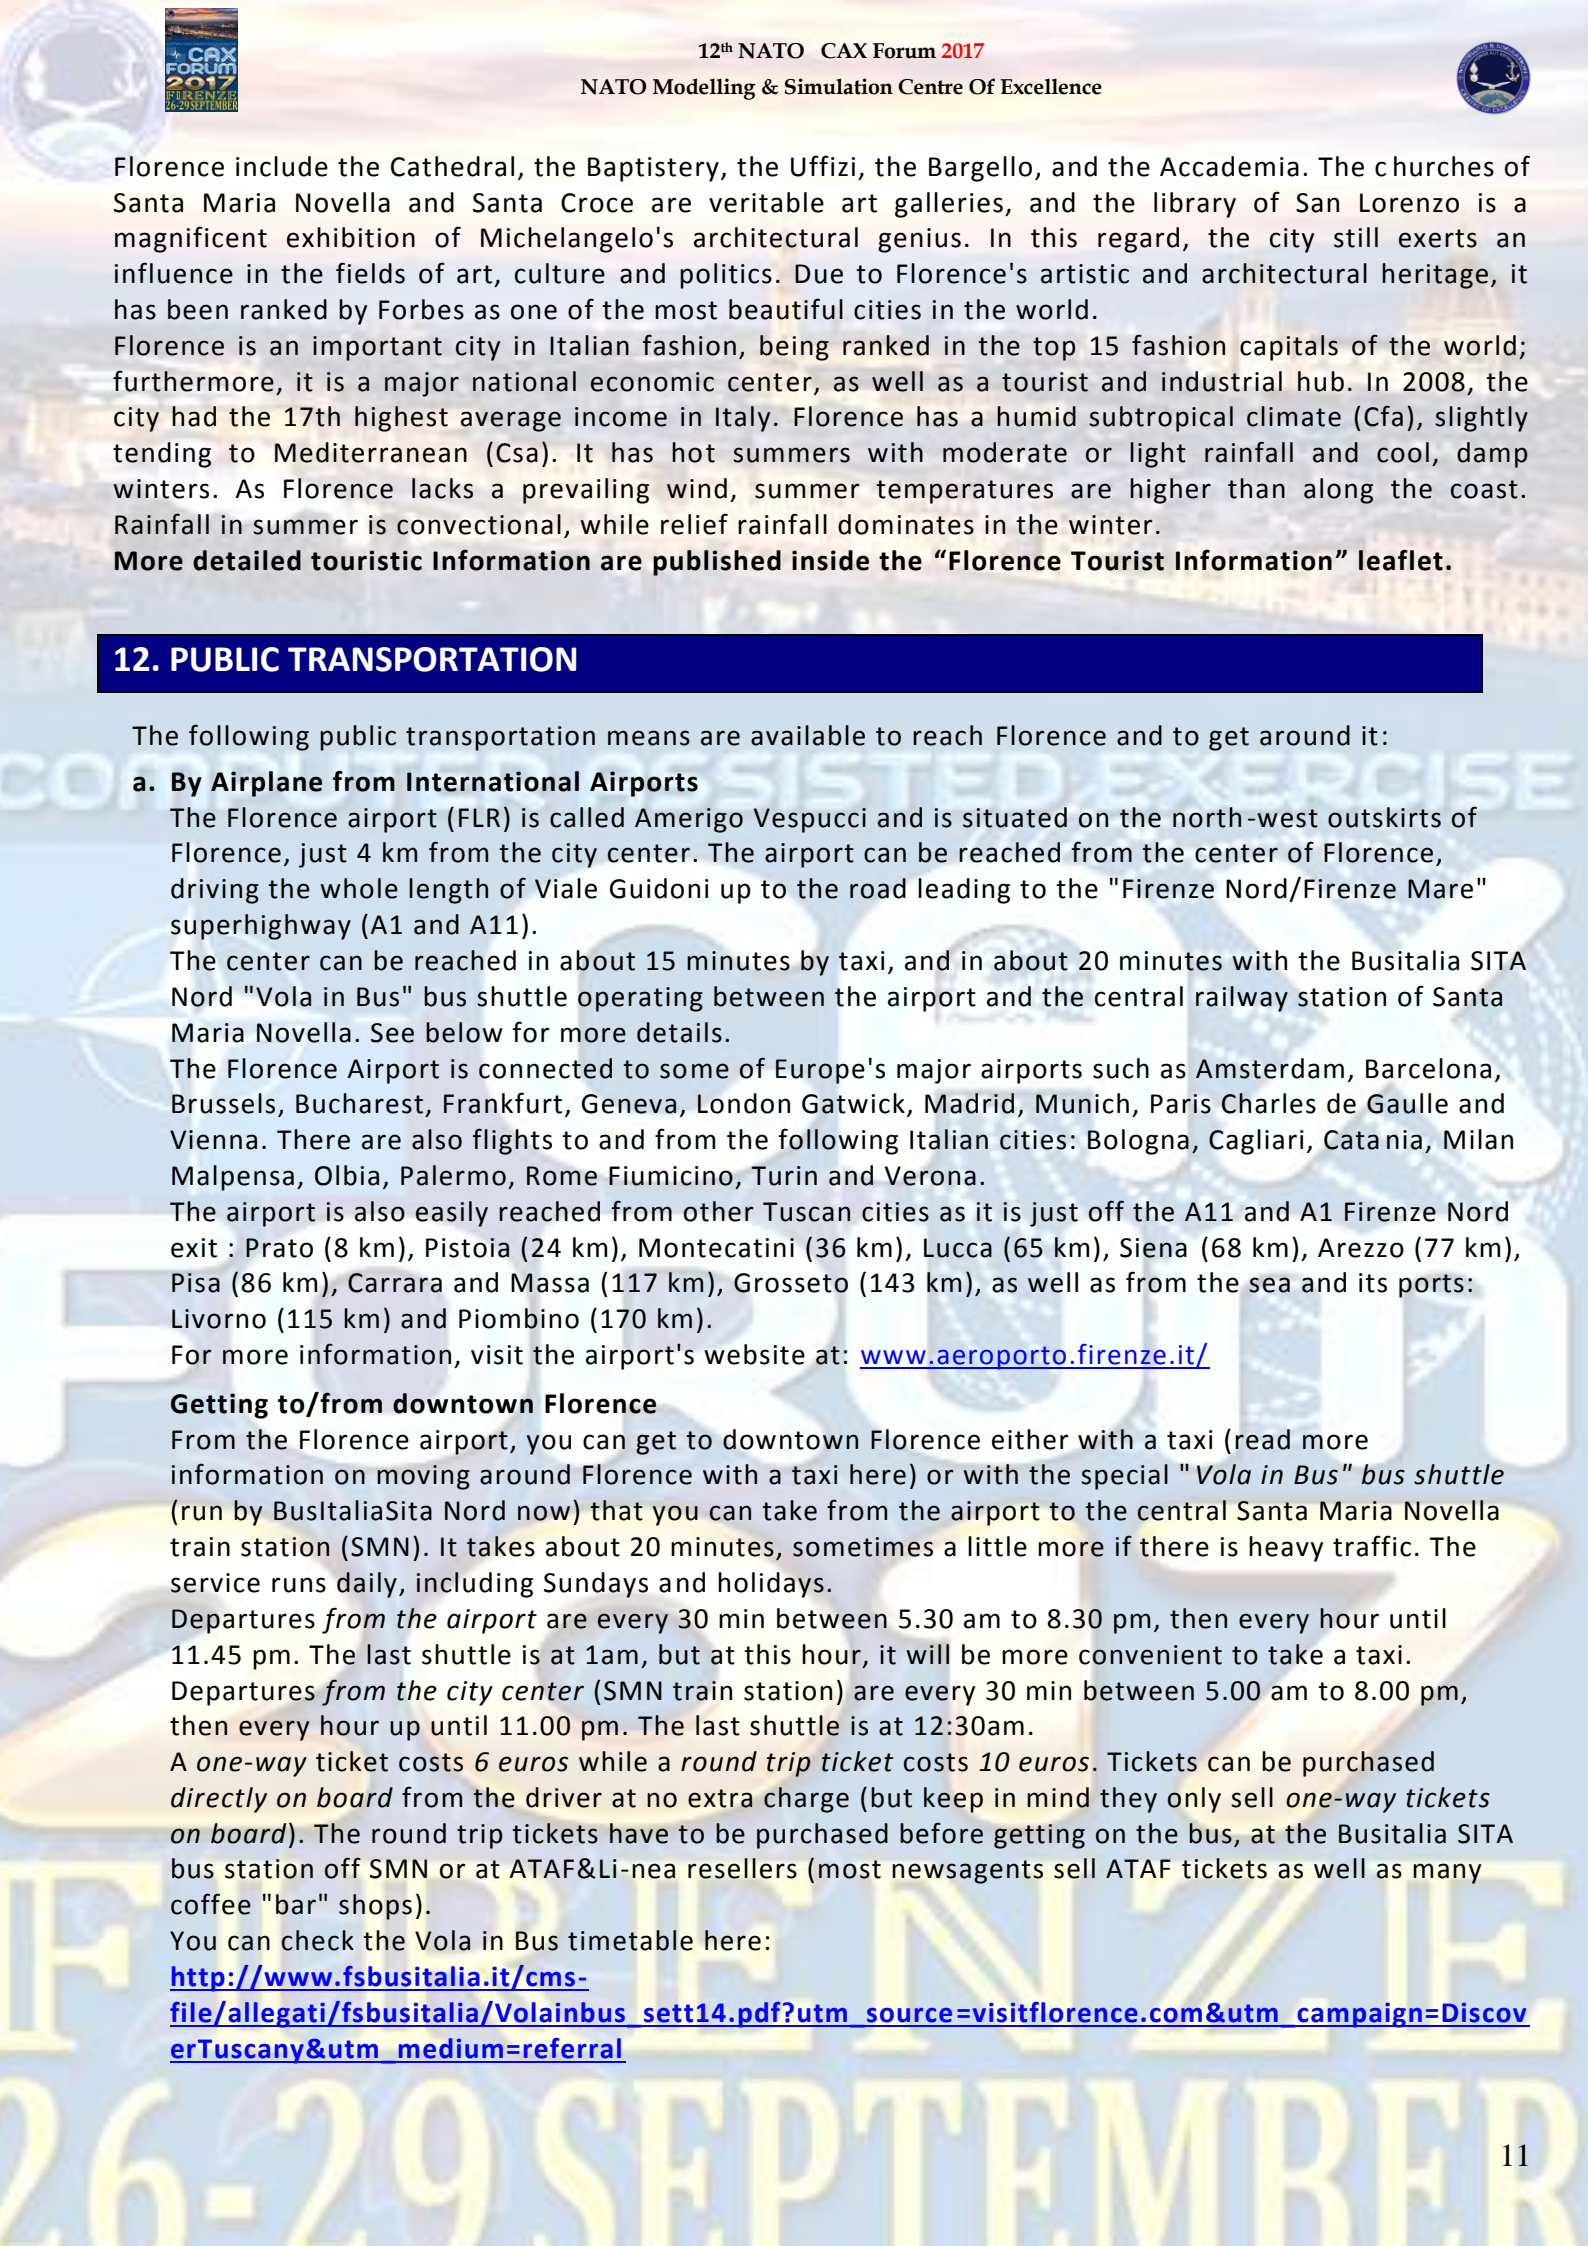 CAX
FORUM
2017
FIRENZE
26-29 SEPTEMBER
12th NATO CAX Forum 2017
NATO Modelling & Simulation Centre Of Excellence
Florence include the Cathedral, the Baptistery, the Uffizi, the Bargello, and the Accademia. The churches of
Santa Maria Novella and Santa Croce are veritable art galleries, and the library of San Lorenzo is a
magnificent exhibition of Michelangelo's architectural genius. In this regard, the city still exerts an
influence in the fields of art, culture and politics. Due to Florence's artistic and architectural heritage, it
has been ranked by Forbes as one of the most beautiful cities in the world.
Florence is an important city in Italian fashion, being ranked in the top 15 fashion capitals of the world;
furthermore, it is a major national economic center, as well as a tourist and industrial hub. In 2008, the
city had the 17th highest average income in Italy. Florence has a humid subtropical climate (Cfa), slightly
tending to Mediterranean (Csa). It has hot summers with moderate or light rainfall and cool, damp
winters. As Florence lacks a prevailing wind, summer temperatures are higher than along the coast.
Rainfall in summer is convectional, while relief rainfall dominates in the winter.
More detailed touristic Information are published inside the “Florence Tourist Information” leaflet.
12. PUBLIC TRANSPORTATION
The following public transportation means are available to reach Florence and to get around it:
a. By Airplane from International Airports
The Florence airport (FLR) is called Amerigo Vespucci and is situated on the north-west outskirts of
Florence, just 4 km from the city center. The airport can be reached from the center of Florence,
driving the whole length of Viale Guidoni up to the road leading to the "Firenze Nord/Firenze Mare"
superhighway (A1 and A11).
The center can be reached in about 15 minutes by taxi, and in about 20 minutes with the Busitalia SITA
Nord "Vola in Bus" bus shuttle operating between the airport and the central railway station of Santa
Maria Novella. See below for more details.
The Florence Airport is connected to some of Europe's major airports such as Amsterdam, Barcelona,
Brussels, Bucharest, Frankfurt, Geneva, London Gatwick, Madrid, Munich, Paris Charles de Gaulle and
Vienna. There are also flights to and from the following Italian cities: Bologna, Cagliari, Catania, Milan
Malpensa, Olbia, Palermo, Rome Fiumicino, Turin and Verona.
The airport is also easily reached from other Tuscan cities as it is just off the A11 and A1 Firenze Nord
exit : Prato (8 km), Pistoia (24 km), Montecatini (36 km), Lucca (65 km), Siena (68 km), Arezzo (77 km),
Pisa (86 km), Carrara and Massa (117 km), Grosseto (143 km), as well as from the sea and its ports:
Livorno (115 km) and Piombino (170 km).
For more information, visit the airport's website at: www.aeroporto.firenze.it/
Getting to/from downtown Florence
From the Florence airport, you can get to downtown Florence either with a taxi (read more
information on moving around Florence with a taxi here) or with the special "Vola in Bus" bus shuttle
(run by BusItaliaSita Nord now) that you can take from the airport to the central Santa Maria Novella
train station (SMN). It takes about 20 minutes, sometimes a little more if there is heavy traffic. The
service runs daily, including Sundays and holidays.
Departures from the airport are every 30 min between 5.30 am to 8.30 pm, then every hour until
11.45 pm. The last shuttle is at 1am, but at this hour, it will be more convenient to take a taxi.
Departures from the city center (SMN train station) are every 30 min between 5.00 am to 8.00 pm,
then every hour up until 11.00 pm. The last shuttle is at 12:30am.
A one-way ticket costs 6 euros while a round trip ticket costs 10 euros. Tickets can be purchased
directly on board from the driver at no extra charge (but keep in mind they only sell one-way tickets
on board). The round trip tickets have to be purchased before getting on the bus, at the Busitalia SITA
bus station off SMN or at ATAF&Li-nea resellers (most newsagents sell ATAF tickets as well as many
coffee "bar" shops).
You can check the Vola in Bus timetable here:
http://www.fsbusitalia.it/cms-
file/allegati/fsbusitalia/Volainbus_sett14.pdf?utm_source=visitflorence.com&utm_campaign=Discov
erTuscany&utm_medium=referral
11
COMPUTER ASSISTED EXERCISE
CAX
FORUM
2017
FIRENZE
26-29 SEPTEMBER